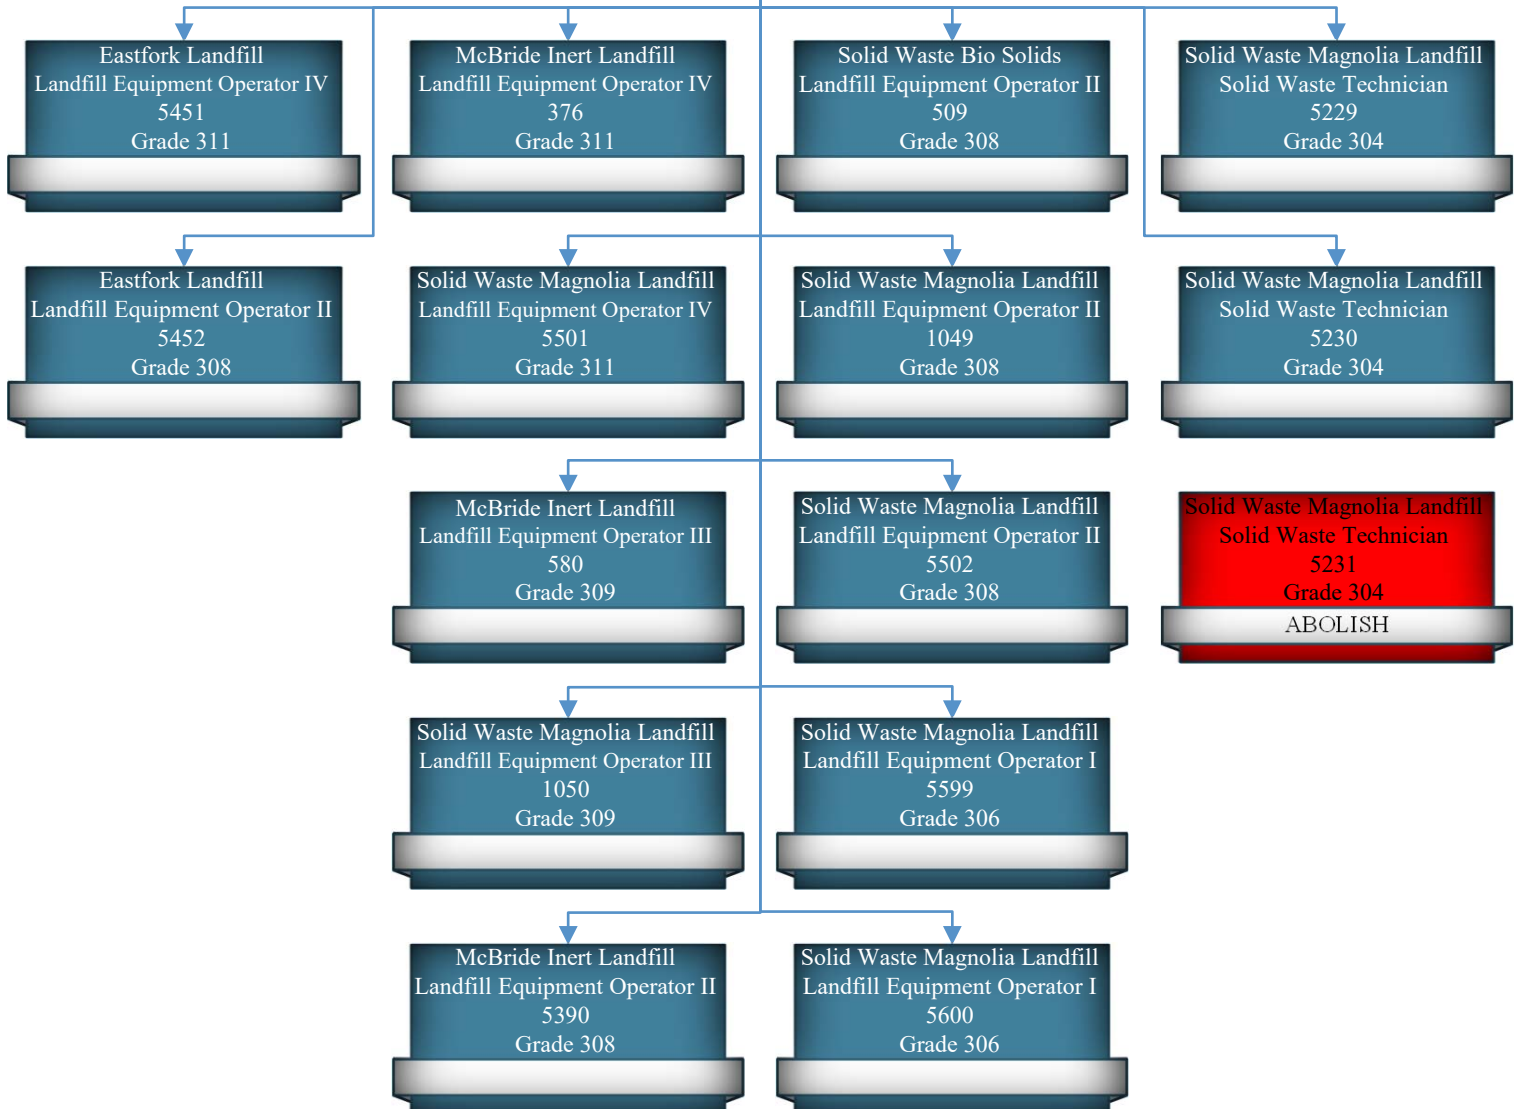 Eastfork Landfill
Landfill Equipment Operator IV
5451
Grade 311
McBride Inert Landfill
Landfill Equipment Operator IV
376
Grade 311
Solid Waste Bio Solids
Landfill Equipment Operator II
509
Grade 308
Solid Waste Magnolia Landfill
Solid Waste Technician
5229
Grade 304
Eastfork Landfill
Landfill Equipment Operator II
5452
Grade 308
Solid Waste Magnolia Landfill
Landfill Equipment Operator IV
5501
Grade 311
Solid Waste Magnolia Landfill
Landfill Equipment Operator II
1049
Grade 308
Solid Waste Magnolia Landfill
Solid Waste Technician
5230
Grade 304
McBride Inert Landfill
Landfill Equipment Operator III
580
Grade 309
Solid Waste Magnolia Landfill
Landfill Equipment Operator II
5502
Grade 308
Solid Waste Magnolia Landfill
Solid Waste Technician
5231
Grade 304
ABOLISH
Solid Waste Magnolia Landfill
Landfill Equipment Operator III
1050
Grade 309
Solid Waste Magnolia Landfill
Landfill Equipment Operator I
5599
Grade 306
McBride Inert Landfill
Landfill Equipment Operator II
5390
Grade 308
Solid Waste Magnolia Landfill
Landfill Equipment Operator I
5600
Grade 306